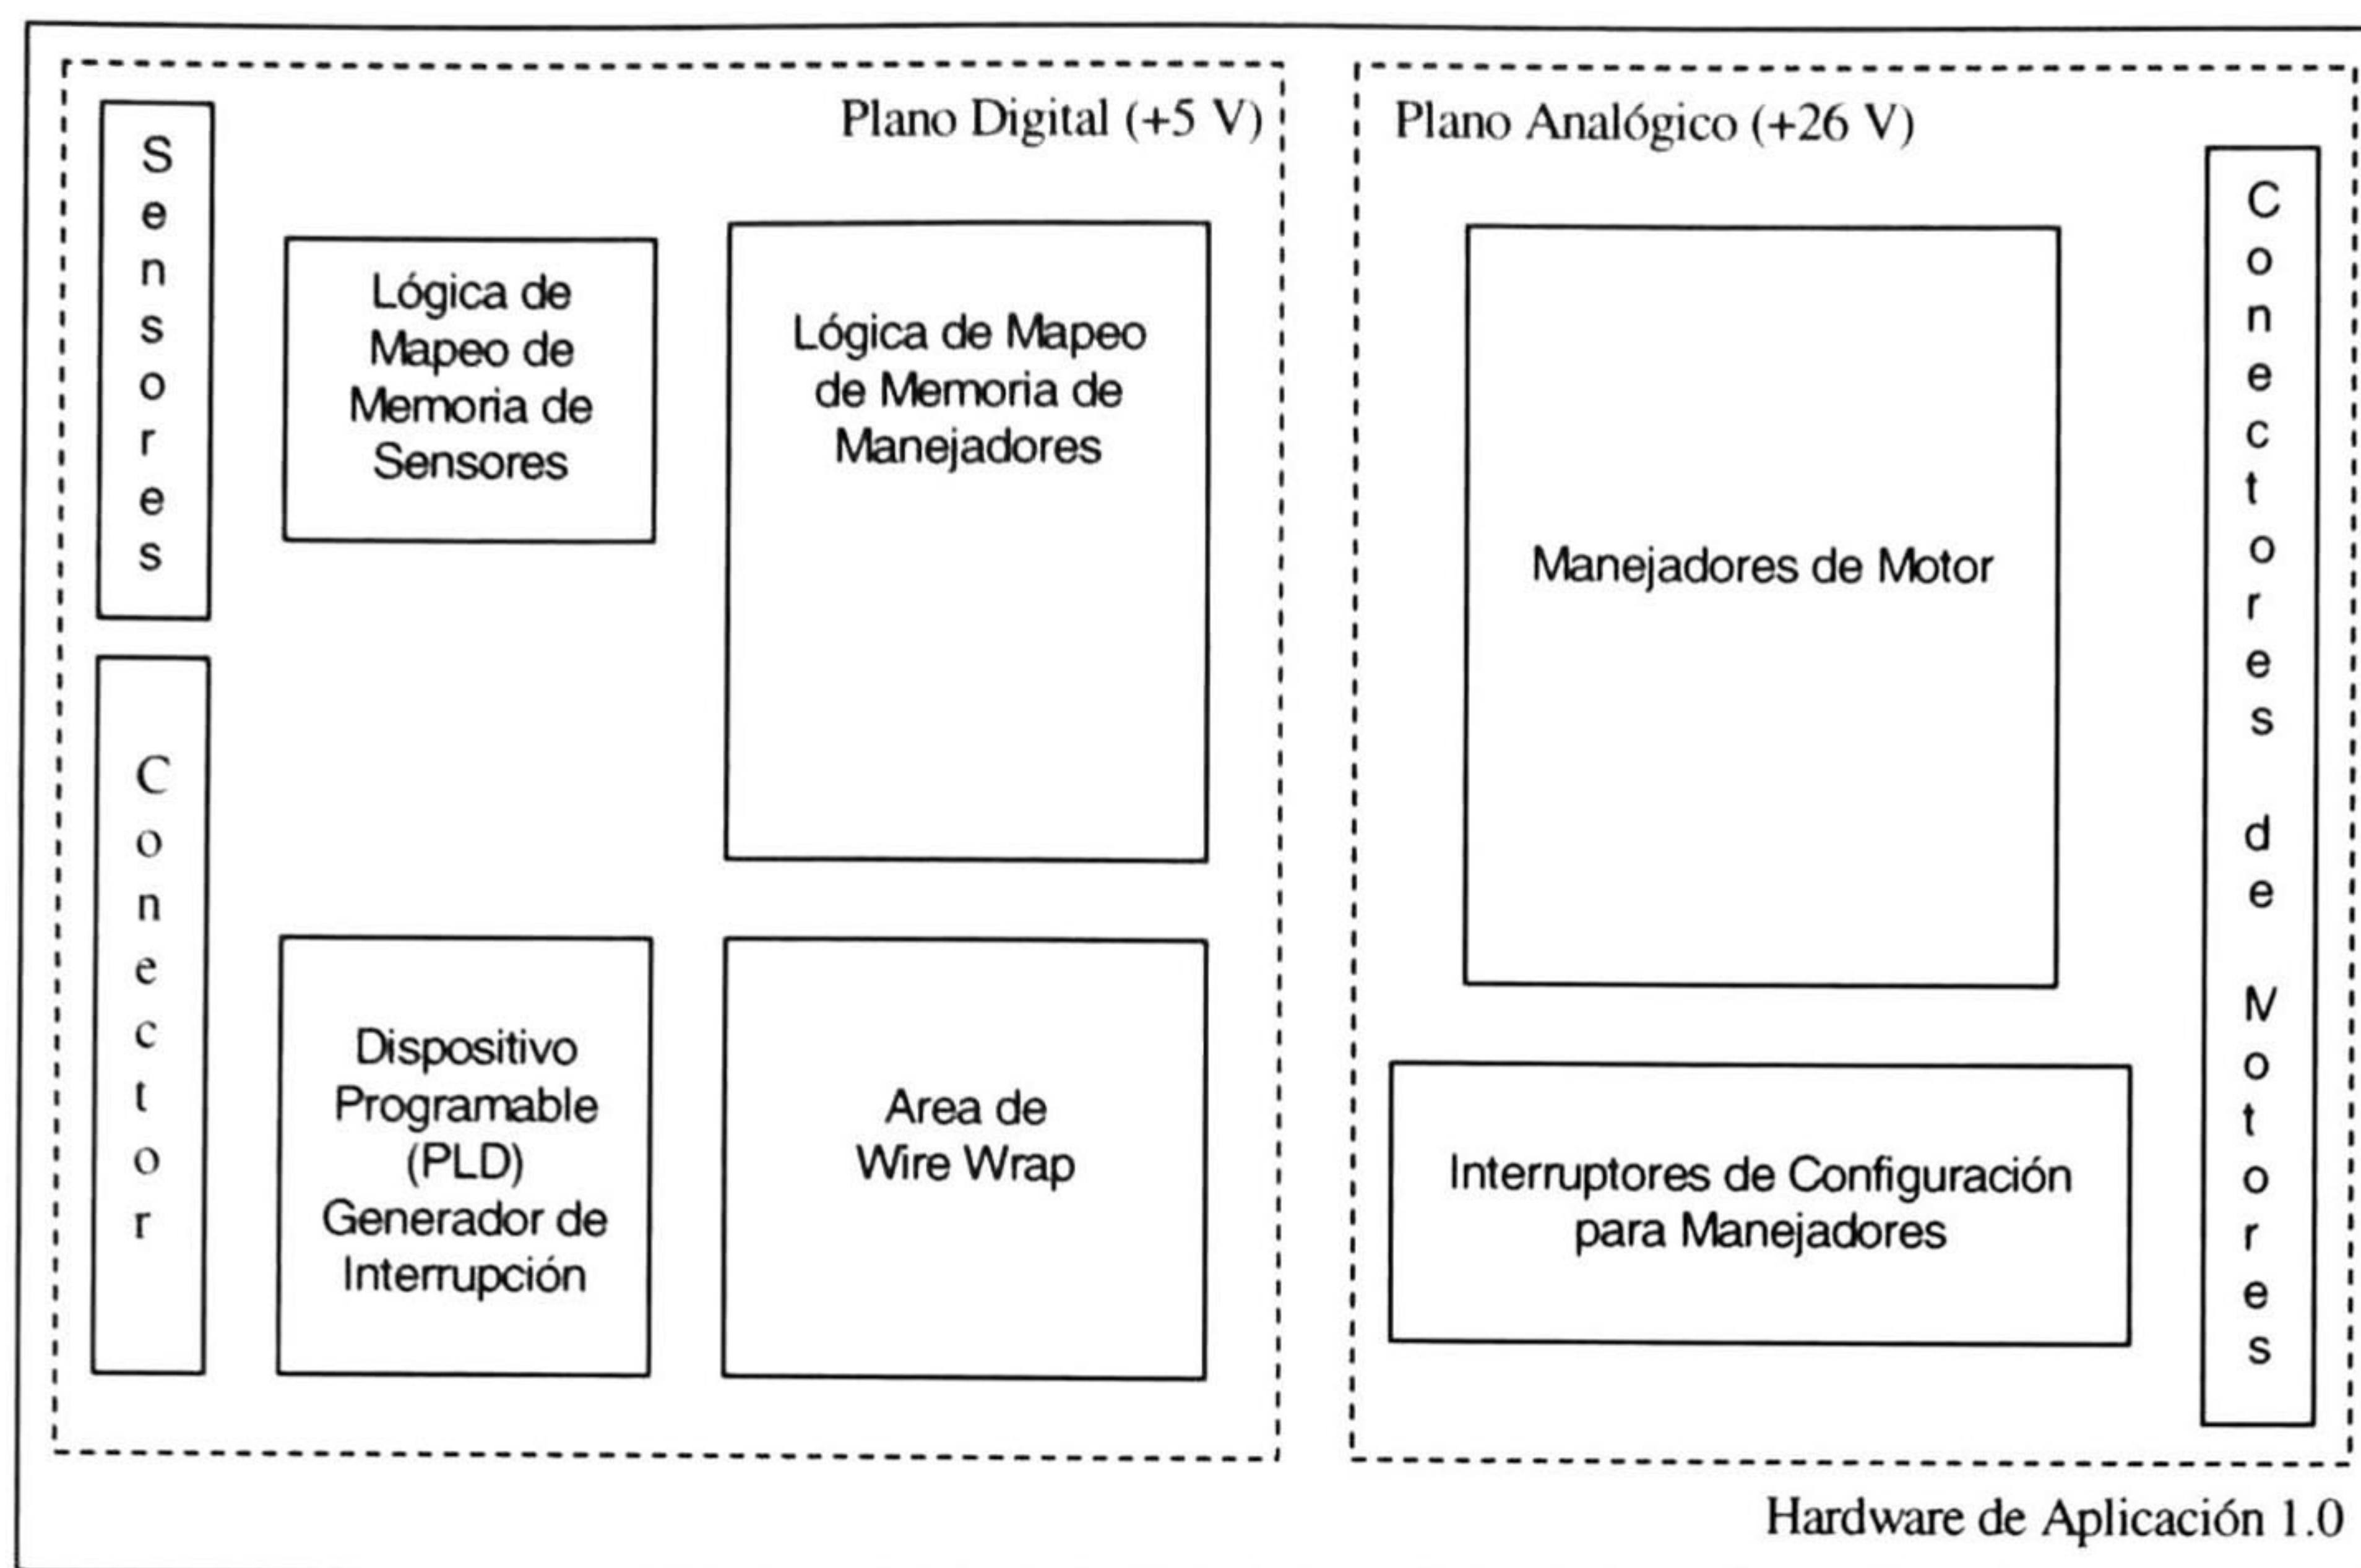 Plano Digital (+5 V)
Sensores
Lógica de
Mapeo de
Memoria de
Sensores
Lógica de Mapeo
de Memoria de
Manejadores
Conector
Dispositivo
Programable
(PLD)
Generador de
Interrupción
Area de
Wire Wrap
Plano Analógico (+26 V)
Manejadores de Motor
Interruptores de Configuración
para Manejadores
Conectores de Motores
Hardware de Aplicación 1.0